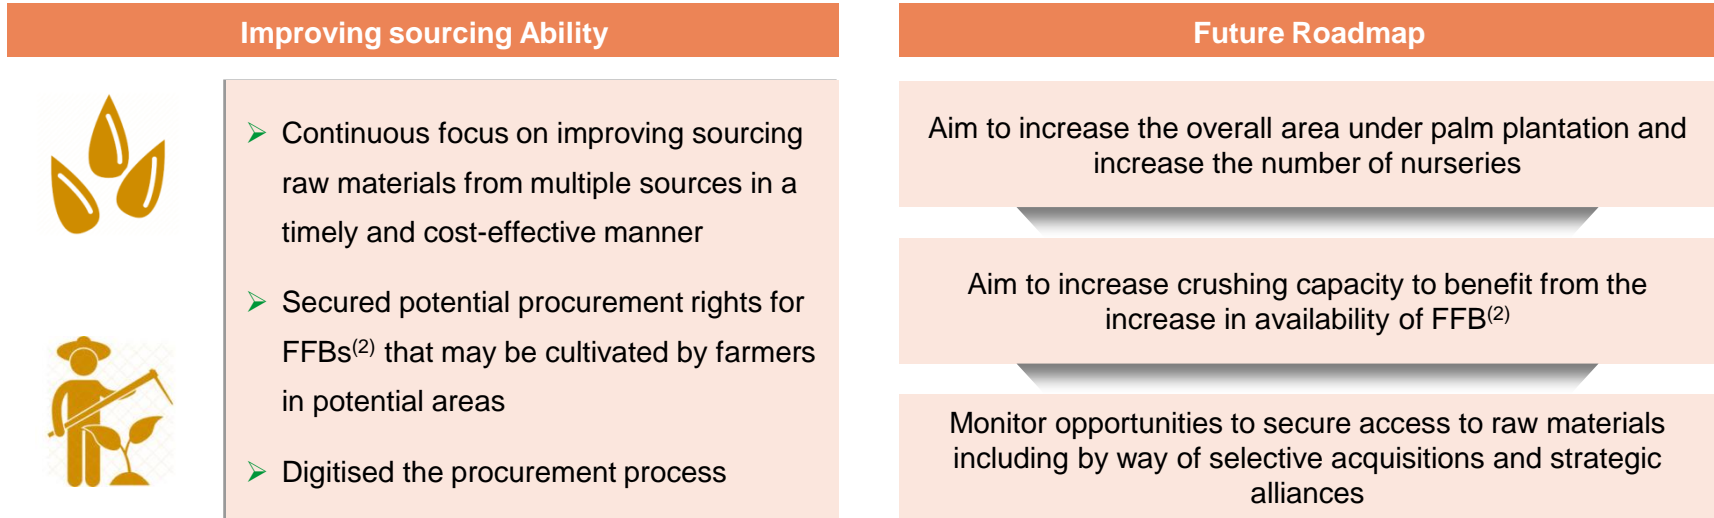 Improving sourcing Ability
➢ Continuous focus on improving sourcing
raw materials from multiple sources in a
timely and cost-effective manner
➢ Secured potential procurement rights for
FFBs(2) that may be cultivated by farmers
in potential areas
➢ Digitised the procurement process
Future Roadmap
Aim to increase the overall area under palm plantation and
increase the number of nurseries
Aim to increase crushing capacity to benefit from the
increase in availability of FFB(2)
Monitor opportunities to secure access to raw materials
including by way of selective acquisitions and strategic
alliances